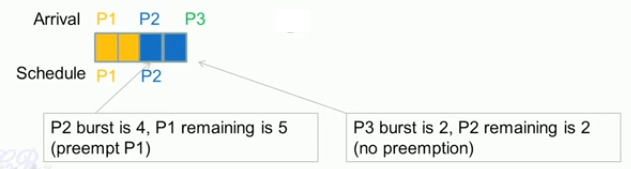 Arrival P1 P2 P3
Schedule P1 P2
P2 burst is 4, P1 remaining is 5
(preempt P1)
P3 burst is 2, P2 remaining is 2
(no preemption)